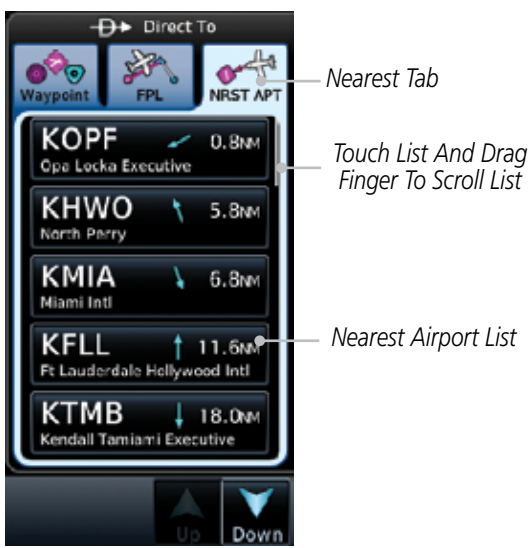 Direct To
Waypoint FPL NRST APT
Nearest Tab
KOPF 0.8NM
Opa Locka Executive
Touch List And Drag
Finger To Scroll List
KHWO 5.8NM
North Perry
KMIA 6.8NM
Miami Intl
KFLL 11.6NM
Nearest Airport List
Ft Lauderdale Hollywood Intl
KTMB 18.0NM
Kendall Tamiami Executive
Up Down